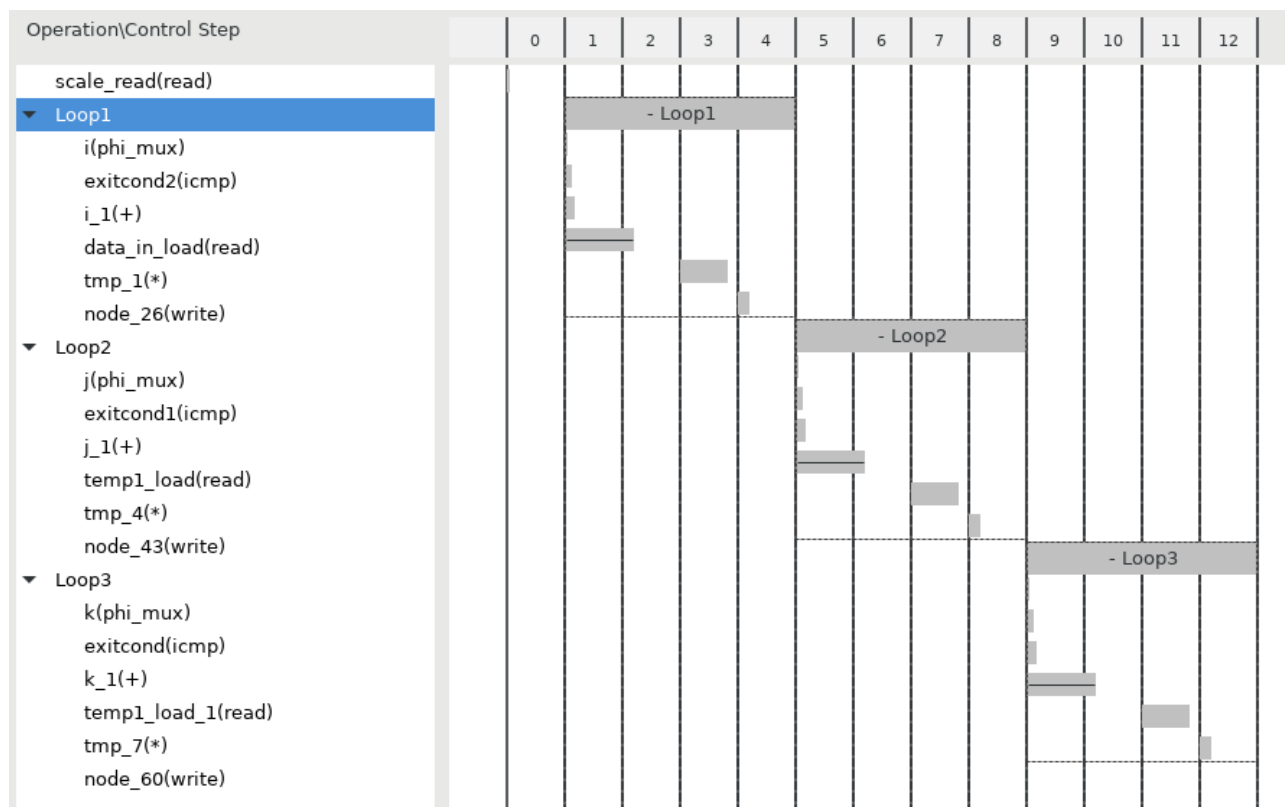 Operation\Control Step
0 1 2 3 4 5 6 7 8 9 10 11 12
scale_read(read)
Loop1 - Loop1
i(phi_mux)
exitcond2(icmp)
i_1(+)
data_in_load(read)
tmp_1(*)
node_26(write)
Loop2 - Loop2
j(phi_mux)
exitcond1(icmp)
j_1(+)
temp1_load(read)
tmp_4(*)
node_43(write)
Loop3 - Loop3
k(phi_mux)
exitcond(icmp)
k_1(+)
temp1_load_1(read)
tmp_7(*)
node_60(write)